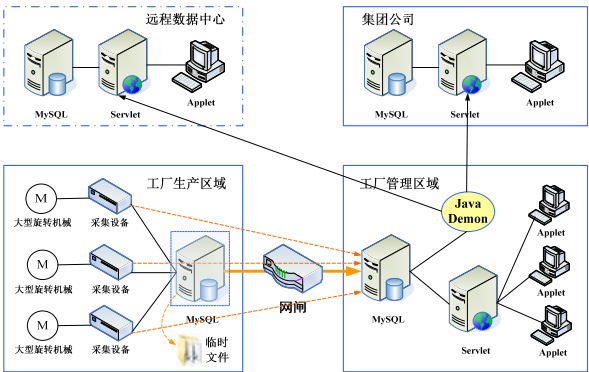 远程数据中心
MySQL
Servlet
Applet
集团公司
MySQL
Servlet
Applet
工厂生产区域
M
大型旋转机械
采集设备
M
大型旋转机械
采集设备
M
大型旋转机械
采集设备
MySQL
临时
文件
网闸
工厂管理区域
Java
Demon
MySQL
Servlet
Applet
Applet
Applet